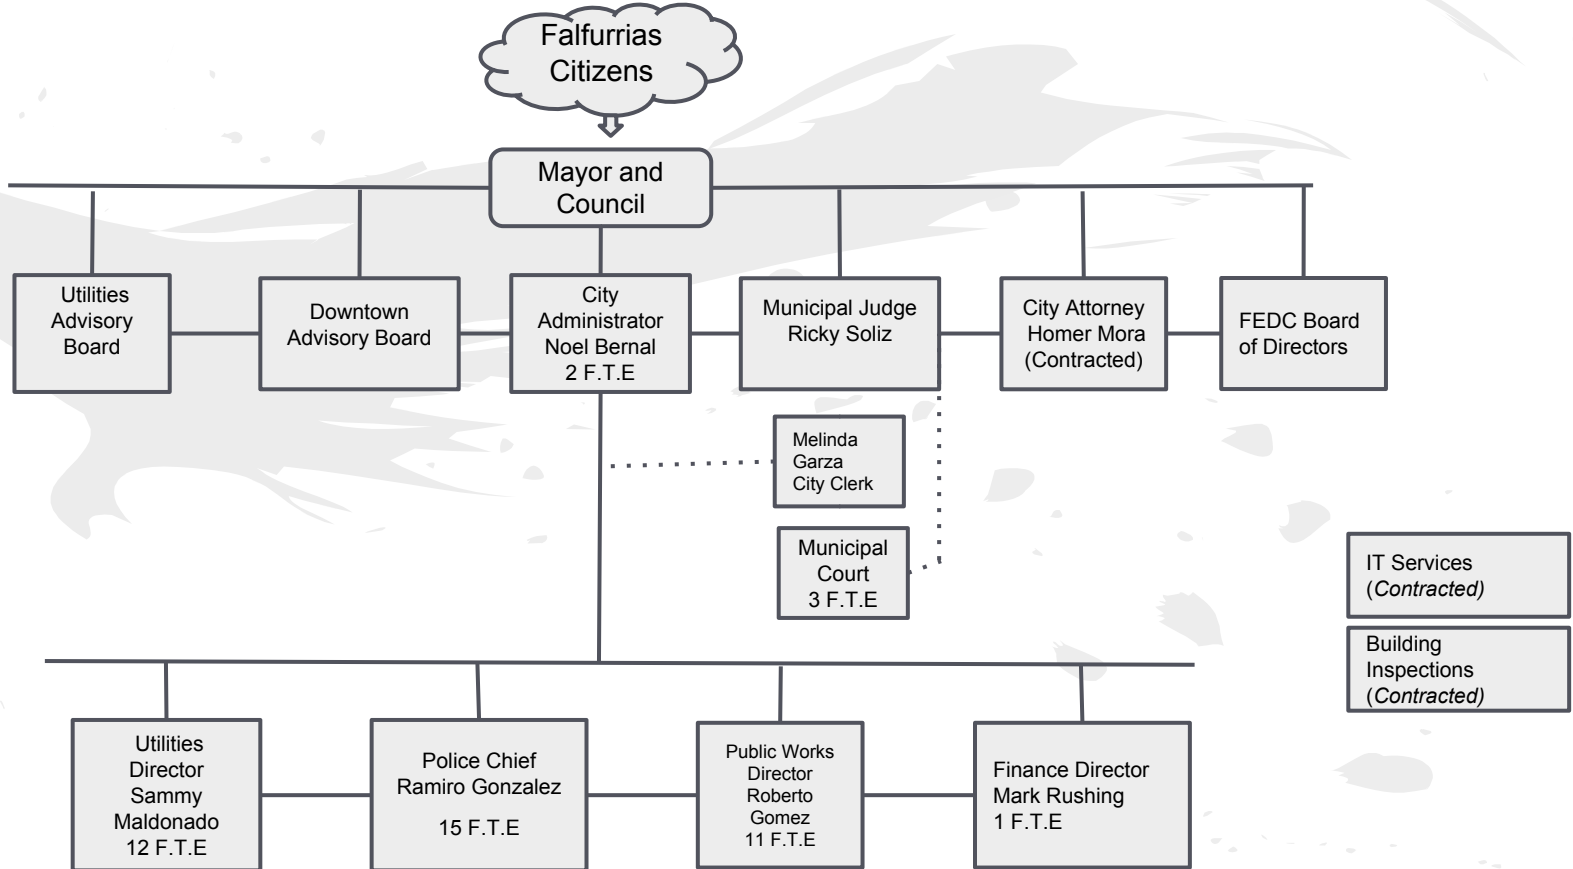 Falfurrias
Citizens
Mayor and
Council
Utilities
Advisory
Board
Downtown
Advisory Board
City
Administrator
Noel Bernal
2 F.T.E
Municipal Judge
Ricky Soliz
City Attorney
Homer Mora
(Contracted)
FEDC Board
of Directors
Melinda
Garza
City Clerk
Municipal
Court
3 F.T.E
IT Services
(Contracted)
Building
Inspections
(Contracted)
Utilities
Director
Sammy
Maldonado
12 F.T.E
Police Chief
Ramiro Gonzalez
15 F.T.E
Public Works
Director
Roberto
Gomez
11 F.T.E
Finance Director
Mark Rushing
1 F.T.E